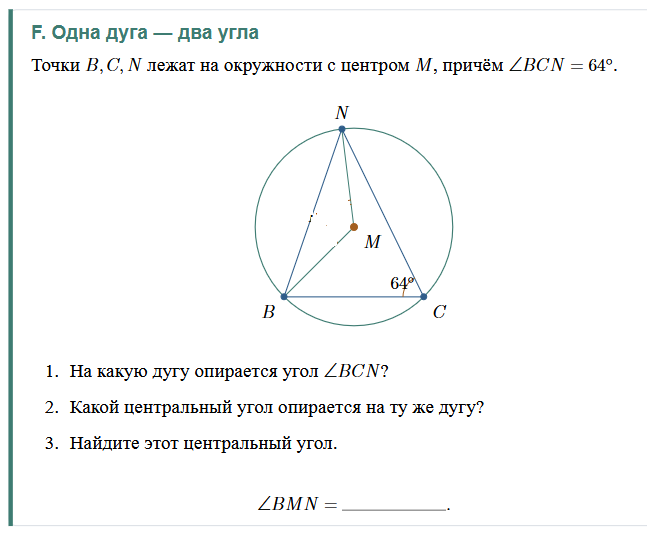 F. Одна дуга — два угла
Точки B, C, N лежат на окружности с центром M, причём ∠BCN = 64°.
N
M
64°
B
C
1. На какую дугу опирается угол ∠BCN?
2. Какой центральный угол опирается на ту же дугу?
3. Найдите этот центральный угол.
∠BMN = ____________.